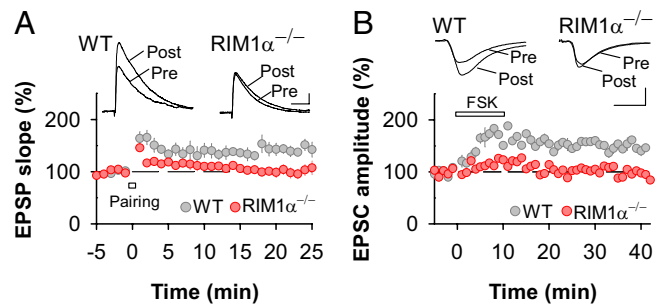 A
WT
Post
Pre
RIM1α−/−
Post
Pre
EPSP slope (%)
200
100
0
Pairing
WT RIM1α−/−
-5 0 5 10 15 20 25
Time (min)
B
WT
Pre
Post
RIM1α−/−
Pre
Post
EPSC amplitude (%)
FSK
200
100
0
WT RIM1α−/−
0 10 20 30 40
Time (min)